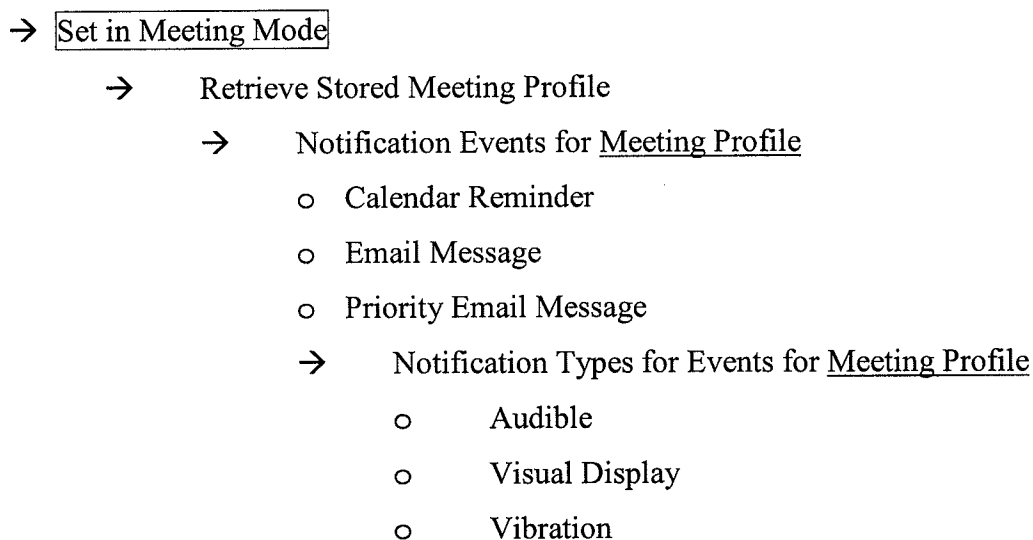 → Set in Meeting Mode
→ Retrieve Stored Meeting Profile
→ Notification Events for Meeting Profile
o Calendar Reminder
o Email Message
o Priority Email Message
→ Notification Types for Events for Meeting Profile
o Audible
o Visual Display
o Vibration